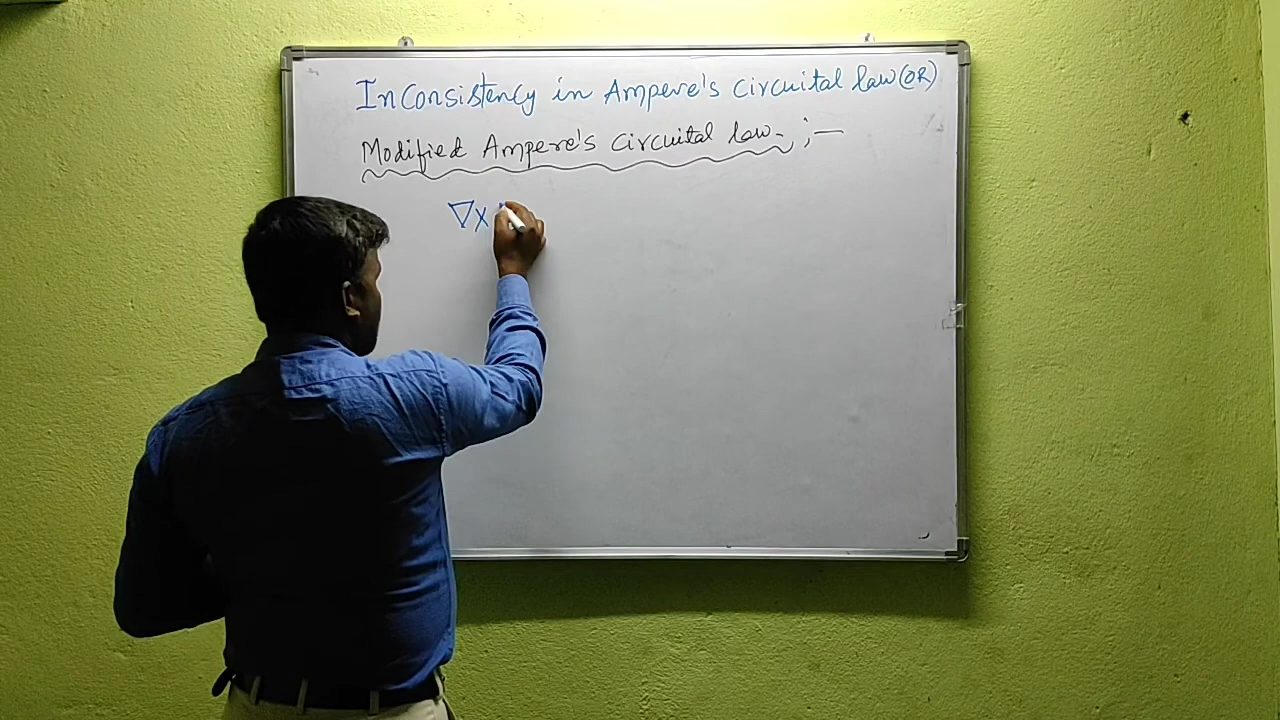 Inconsistency in Ampere's circuital law (OR)
Modified Ampere's circuital law. ;—
∇x